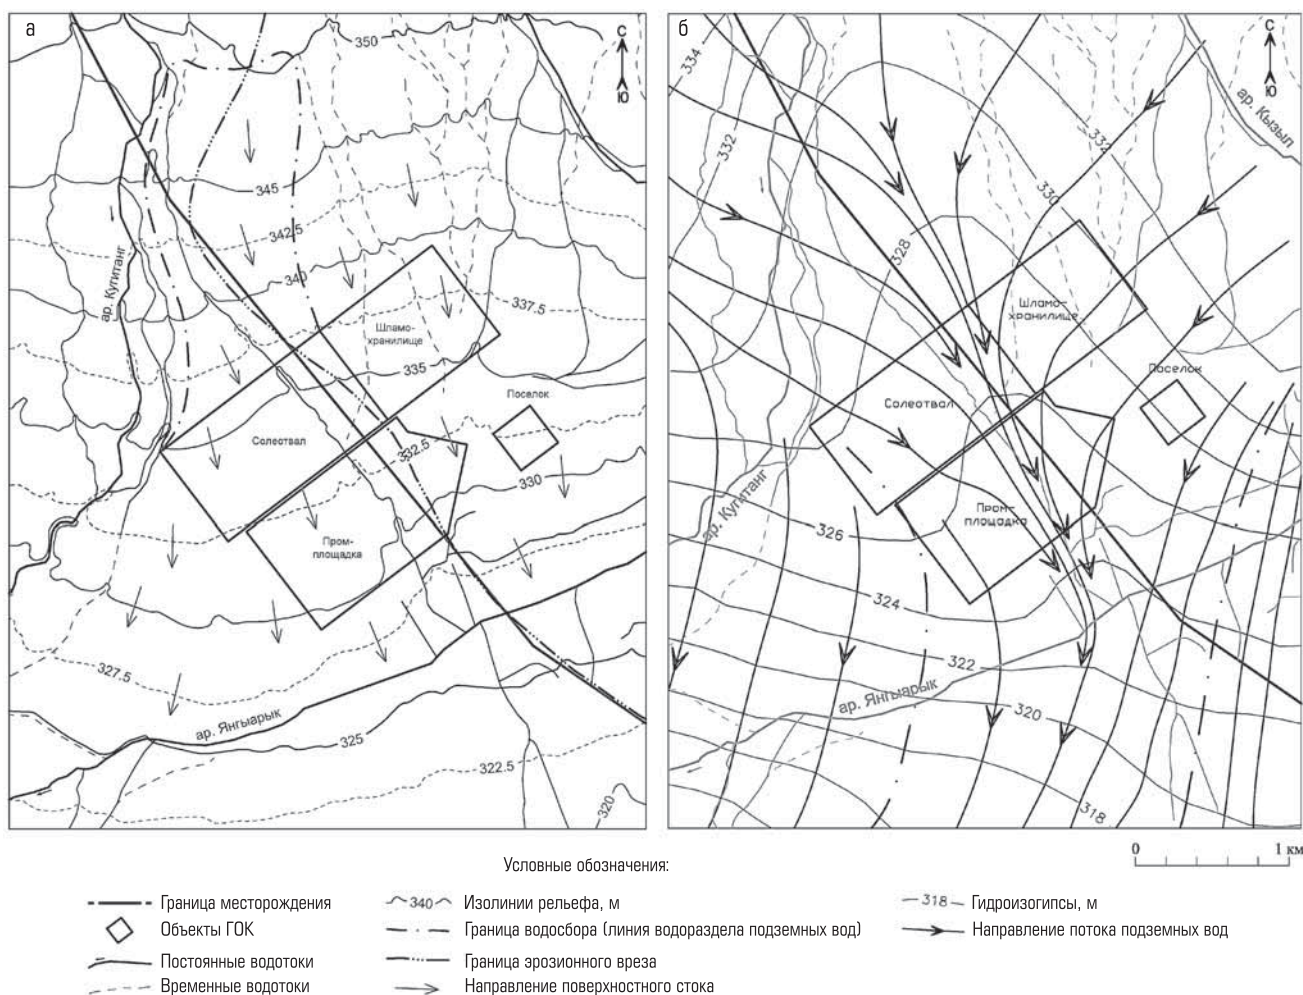 а
350
С
Ю
345
342.5
340
ар. Кугитанг
337.5
Шламо-
хранилище
335
Поселок
Солеотвал
332.5
330
Пром-
площадка
327.5
ар. Янгыарык
325
322.5
320
б
334
С
Ю
ар. Кызыл
332
332
330
328
Шламо-
хранилище
Поселок
Солеотвал
ар. Кугитанг
Пром-
площадка
326
324
322
ар. Янгыарык
320
318
0 1 км
Условные обозначения:
Граница месторождения
Объекты ГОК
Постоянные водотоки
Временные водотоки
340 Изолинии рельефа, м
Граница водосбора (линия водораздела подземных вод)
Граница эрозионного вреза
Направление поверхностного стока
318 Гидроизогипсы, м
Направление потока подземных вод